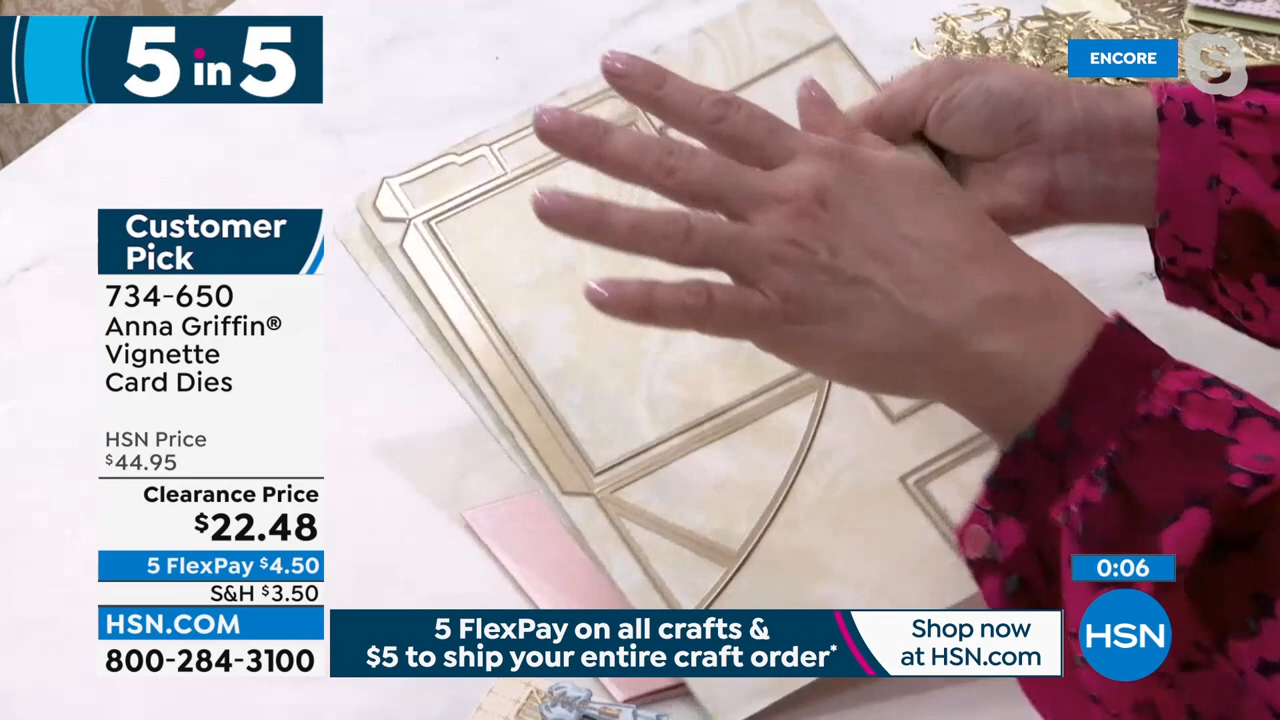 5 in 5
ENCORE
Customer
Pick
734-650
Anna Griffin®
Vignette
Card Dies
HSN Price
$44.95
Clearance Price
$22.48
5 FlexPay $4.50
S&H $3.50
HSN.COM
800-284-3100
5 FlexPay on all crafts &
$5 to ship your entire craft order*
Shop now
at HSN.com
0:06
HSN